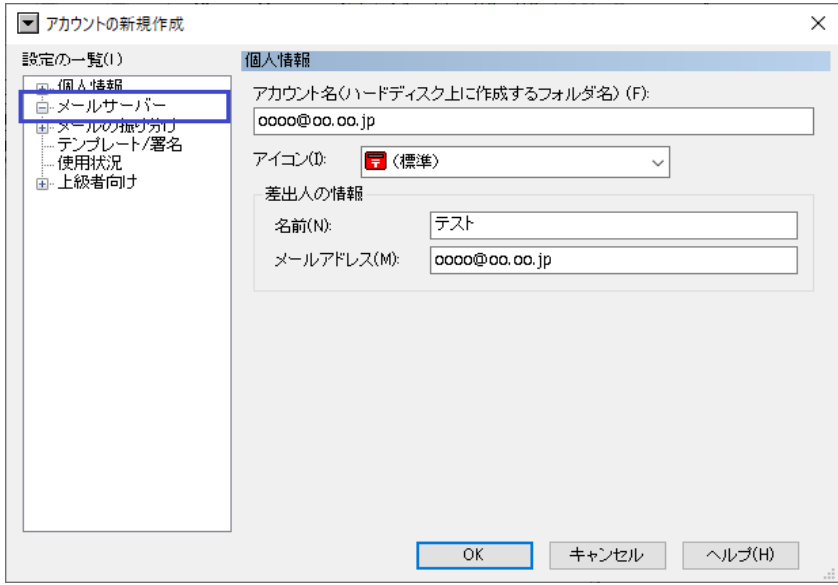 アカウントの新規作成
設定の一覧(L)
個人情報
メールサーバー
メールの振り分け
テンプレート/署名
使用状況
上級者向け
個人情報
アカウント名(ハードディスク上に作成するフォルダ名) (F):
oooo@oo.oo.jp
アイコン(I):
(標準)
差出人の情報
名前(N):
テスト
メールアドレス(M):
oooo@oo.oo.jp
OK
キャンセル
ヘルプ(H)